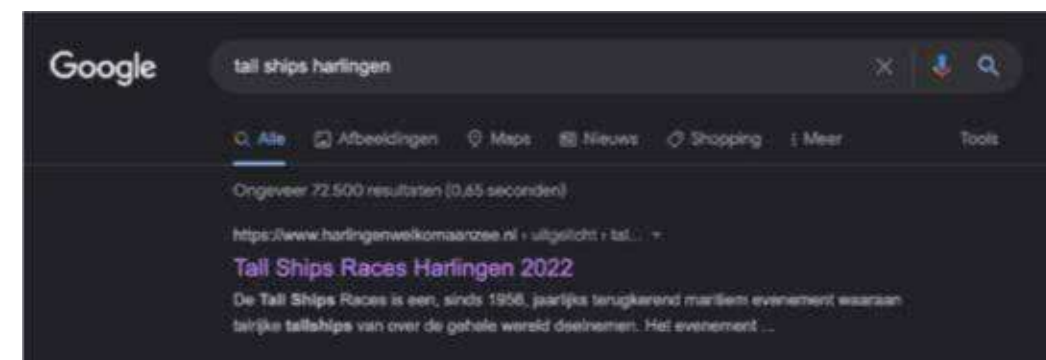 Google
tall ships harlingen
Alle Afbeeldingen Maps Nieuws Shopping Meer Tools
Ongeveer 72.500 resultaten (0,65 seconden)
https://www.harlingenwelkomaanzee.nl › uitgelicht › tal...
Tall Ships Races Harlingen 2022
De Tall Ships Races is een, sinds 1956, jaarlijks terugkerend maritiem evenement waaraan
talrijke tallships van over de gehele wereld deelnemen. Het evenement ...